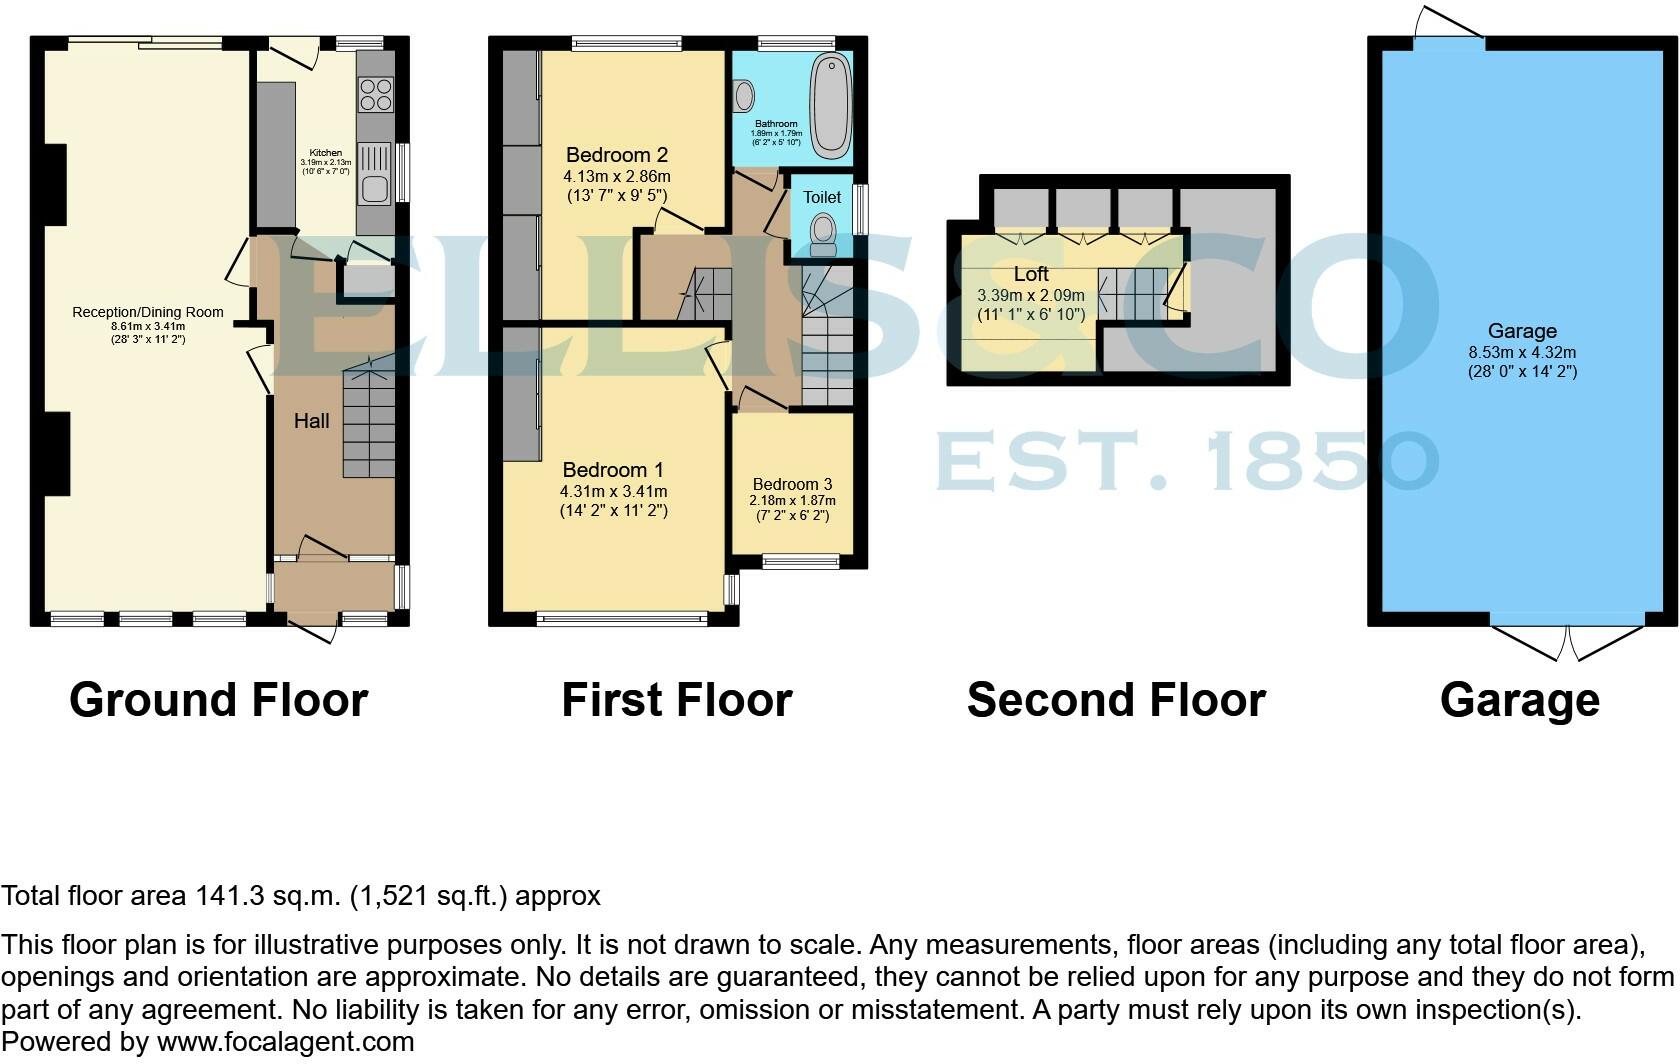 Kitchen
3.19m x 2.13m
(10' 6" x 7' 0")
Reception/Dining Room
8.61m x 3.41m
(28' 3" x 11' 2")
Hall
Ground Floor
Bedroom 2
4.13m x 2.86m
(13' 7" x 9' 5")
Bathroom
1.89m x 1.79m
(6' 2" x 5' 10")
Toilet
Bedroom 1
4.31m x 3.41m
(14' 2" x 11' 2")
Bedroom 3
2.18m x 1.87m
(7' 2" x 6' 2")
First Floor
Loft
3.39m x 2.09m
(11' 1" x 6' 10")
Second Floor
Garage
8.53m x 4.32m
(28' 0" x 14' 2")
Garage
ELLIS&CO
EST. 1850
Total floor area 141.3 sq.m. (1,521 sq.ft.) approx
This floor plan is for illustrative purposes only. It is not drawn to scale. Any measurements, floor areas (including any total floor area),
openings and orientation are approximate. No details are guaranteed, they cannot be relied upon for any purpose and they do not form
part of any agreement. No liability is taken for any error, omission or misstatement. A party must rely upon its own inspection(s).
Powered by www.focalagent.com